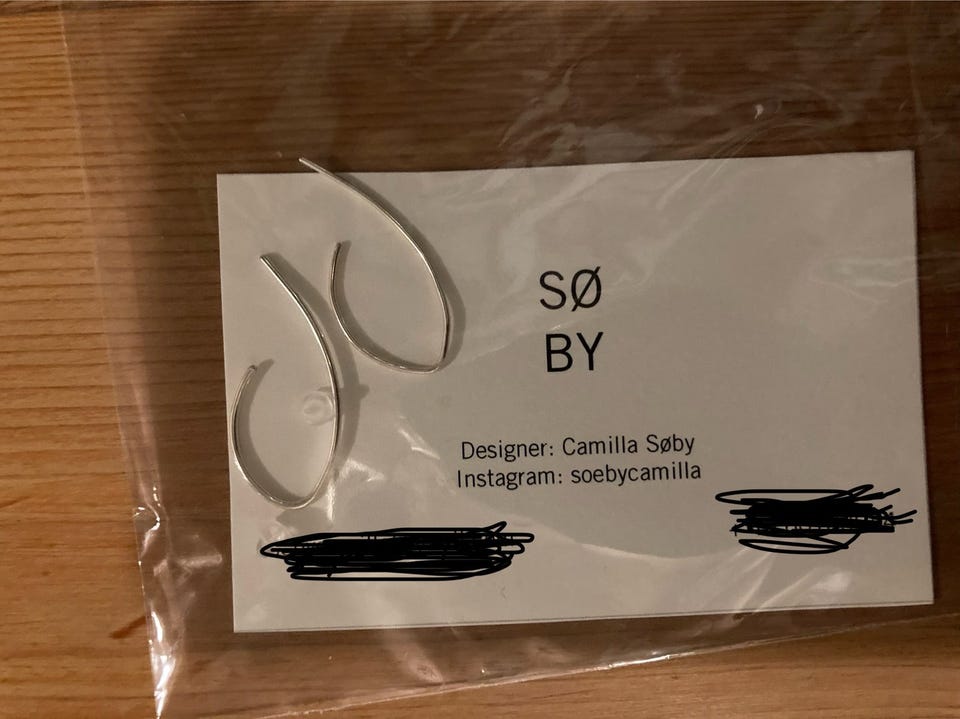 SØ
BY
Designer: Camilla Søby
Instagram: soebycamilla